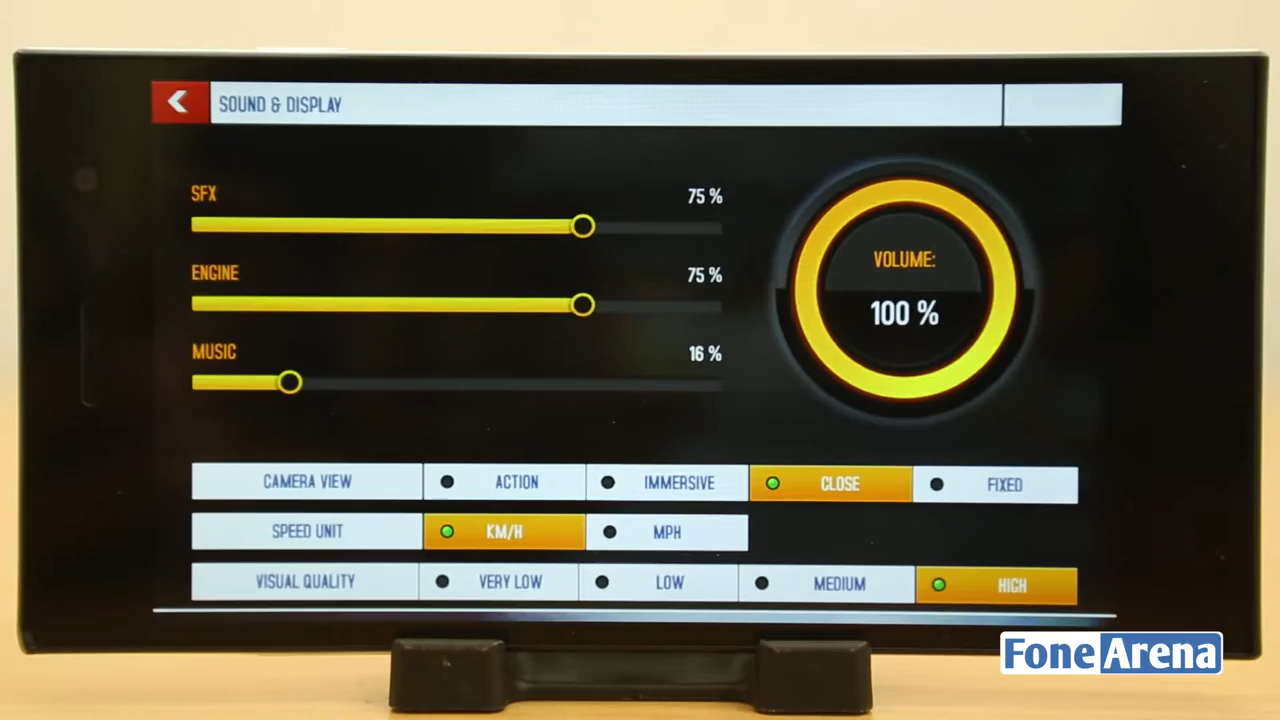 SOUND & DISPLAY
SFX 75 %
ENGINE 75 %
MUSIC 16 %
VOLUME:
100 %
CAMERA VIEW ACTION IMMERSIVE CLOSE FIXED
SPEED UNIT KM/H MPH
VISUAL QUALITY VERY LOW LOW MEDIUM HIGH
FoneArena